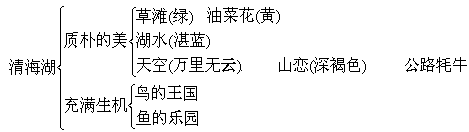 草滩(绿) 油菜花(黄)
质朴的美
湖水(湛蓝)
天空(万里无云) 山恋(深褐色) 公路牦牛
清海湖
鸟的王国
充满生机
鱼的乐园